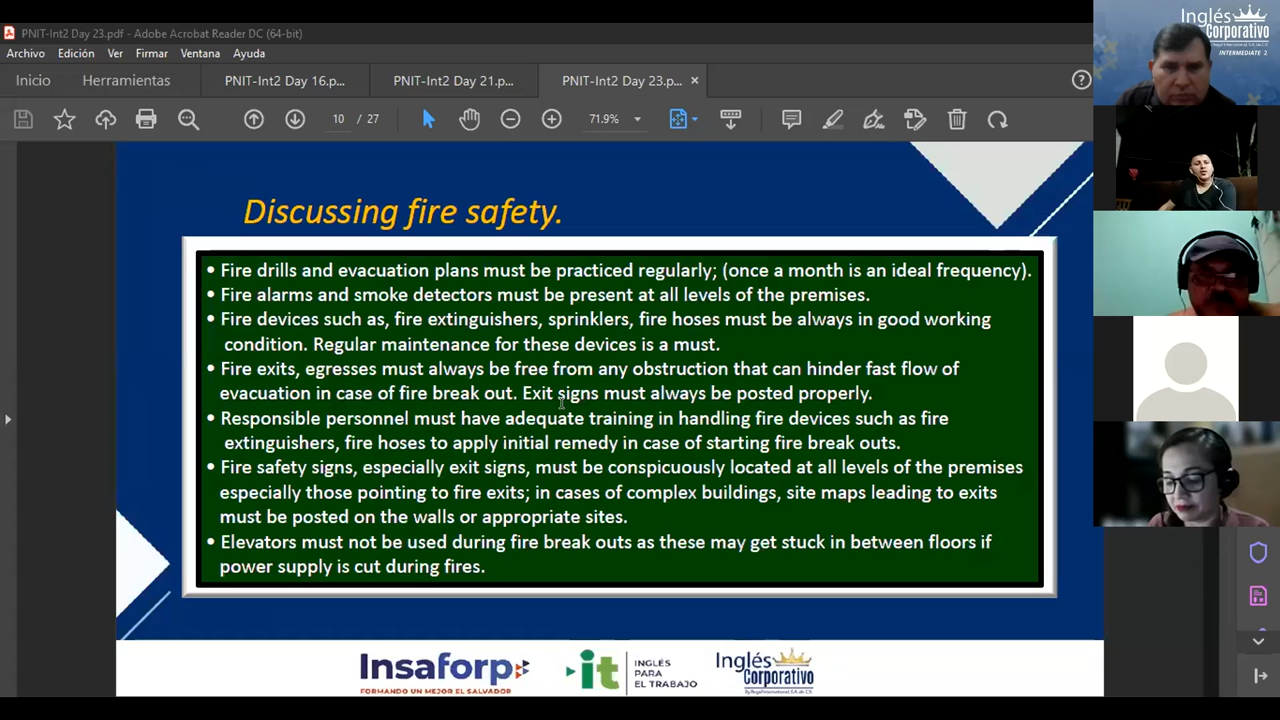 PNIT-Int2 Day 23.pdf - Adobe Acrobat Reader DC (64-bit)
Archivo Edición Ver Firmar Ventana Ayuda
Inicio Herramientas PNIT-Int2 Day 16.p... PNIT-Int2 Day 21.p... PNIT-Int2 Day 23.p... ×
10 / 27 71.9%
Discussing fire safety.
• Fire drills and evacuation plans must be practiced regularly; (once a month is an ideal frequency).
• Fire alarms and smoke detectors must be present at all levels of the premises.
• Fire devices such as, fire extinguishers, sprinklers, fire hoses must be always in good working
condition. Regular maintenance for these devices is a must.
• Fire exits, egresses must always be free from any obstruction that can hinder fast flow of
evacuation in case of fire break out. Exit signs must always be posted properly.
• Responsible personnel must have adequate training in handling fire devices such as fire
extinguishers, fire hoses to apply initial remedy in case of starting fire break outs.
• Fire safety signs, especially exit signs, must be conspicuously located at all levels of the premises
especially those pointing to fire exits; in cases of complex buildings, site maps leading to exits
must be posted on the walls or appropriate sites.
• Elevators must not be used during fire break outs as these may get stuck in between floors if
power supply is cut during fires.
Insaforp
FORMANDO UN MEJOR EL SALVADOR
it
INGLÉS
PARA
EL TRABAJO
Inglés
Corporativo
By Rega International, S.A. de C.V.
Inglés
Corporativo
INTERMEDIATE 2